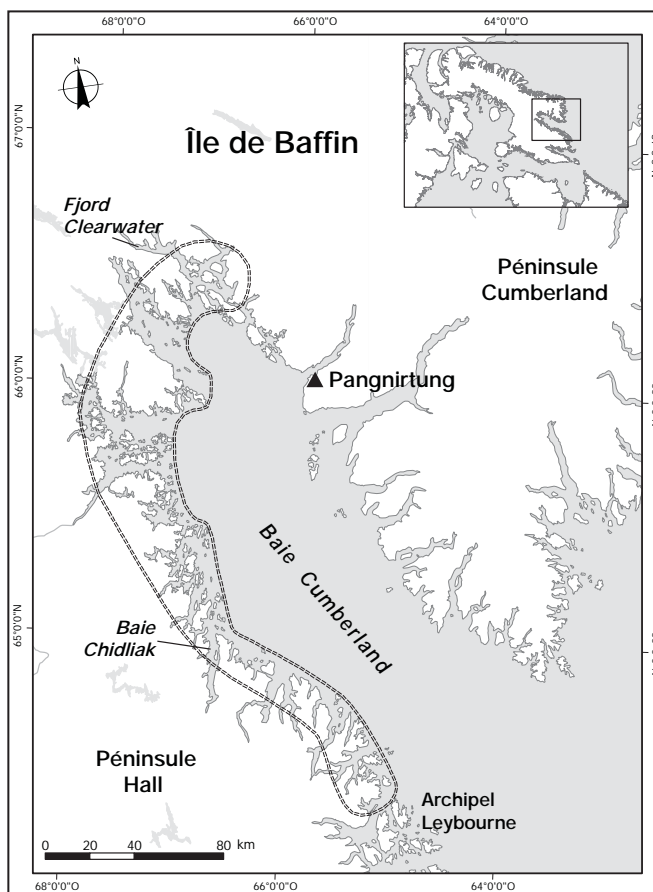 68°0'0"O
66°0'0"O
64°0'0"O
N
67°0'0"N
Île de Baffin
Fjord
Clearwater
Péninsule
Cumberland
66°0'0"N
Pangnirtung
Baie Cumberland
65°0'0"N
Baie
Chidliak
Péninsule
Hall
Archipel
Leybourne
0 20 40 60 80 km
68°0'0"O
66°0'0"O
64°0'0"O